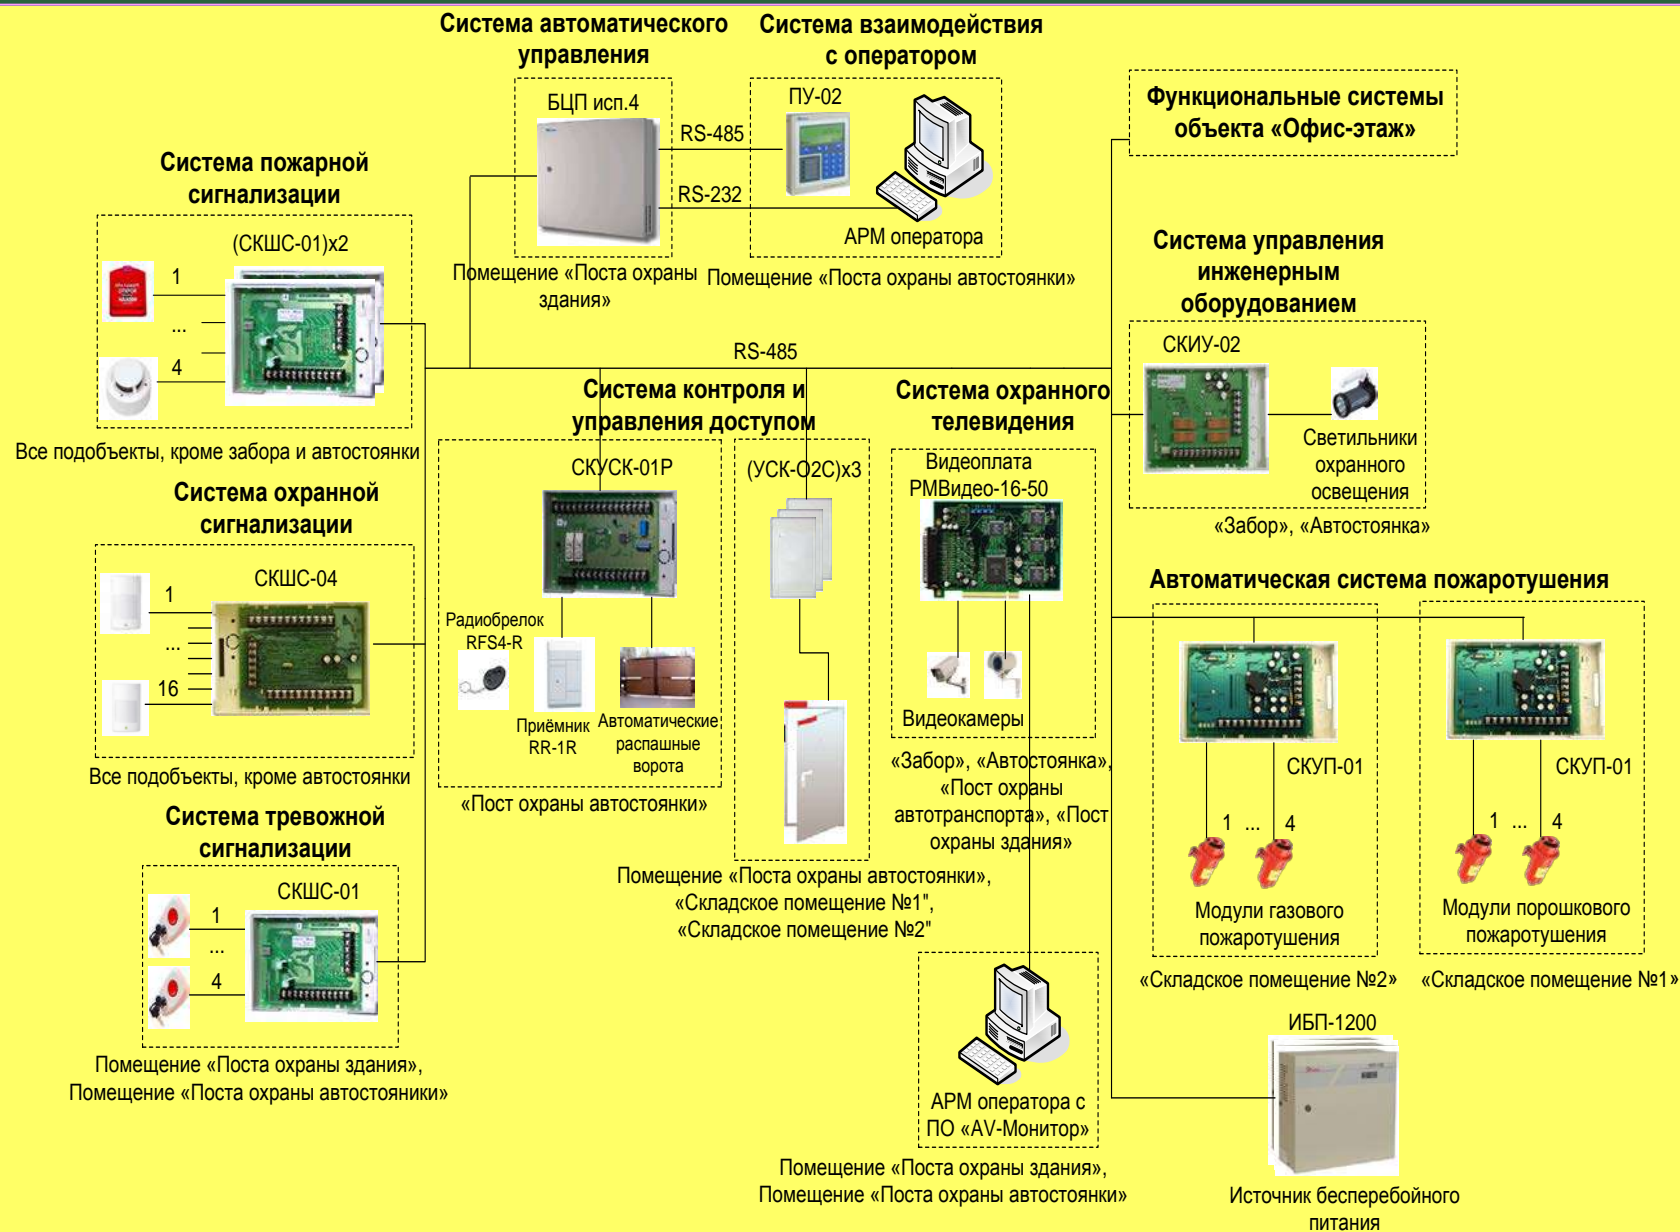 Система автоматического
управления
БЦП исп.4
Помещение «Поста охраны
здания»
Система взаимодействия
с оператором
ПУ-02
RS-485
RS-232
АРМ оператора
Помещение «Поста охраны автостоянки»
Функциональные системы
объекта «Офис-этаж»
Система пожарной
сигнализации
(СКШС-01)x2
1
...
4
Все подобъекты, кроме забора и автостоянки
RS-485
Система управления
инженерным
оборудованием
СКИУ-02
Светильники
охранного
освещения
«Забор», «Автостоянка»
Система охранной
сигнализации
СКШС-04
1
...
16
Все подобъекты, кроме автостоянки
Система контроля и
управления доступом
СКУСК-01Р
Радиобрелок
RFS4-R
Приёмник
RR-1R
Автоматические
распашные
ворота
«Пост охраны автостоянки»
(УСК-О2С)x3
Помещение «Поста охраны автостоянки»,
«Складское помещение №1",
«Складское помещение №2"
Система охранного
телевидения
Видеоплата
РМВидео-16-50
Видеокамеры
«Забор», «Автостоянка»,
«Пост охраны
автотранспорта», «Пост
охраны здания»
Автоматическая система пожаротушения
СКУП-01
1 ... 4
Модули газового
пожаротушения
«Складское помещение №2»
СКУП-01
1 ... 4
Модули порошкового
пожаротушения
«Складское помещение №1»
Система тревожной
сигнализации
СКШС-01
1
...
4
Помещение «Поста охраны здания»,
Помещение «Поста охраны автостояники»
АРМ оператора с
ПО «AV-Монитор»
Помещение «Поста охраны здания»,
Помещение «Поста охраны автостоянки»
ИБП-1200
Источник бесперебойного
питания